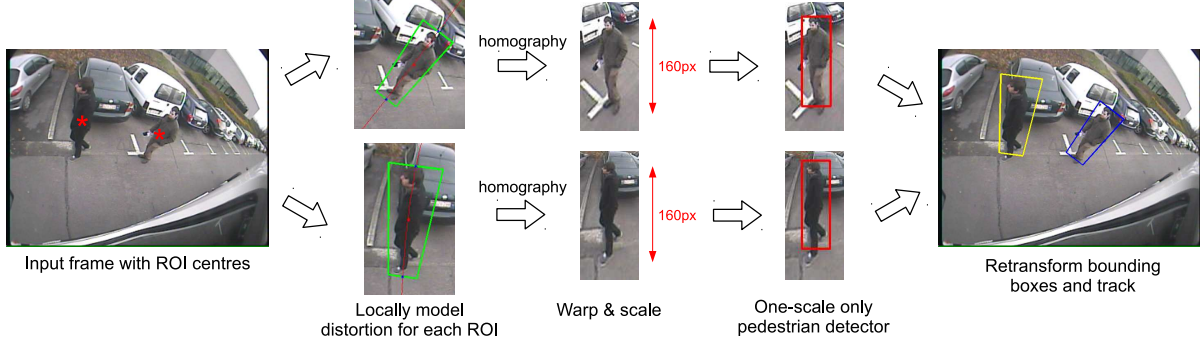 homography
160px
homography
160px
Input frame with ROI centres
Locally model
distortion for each ROI
Warp & scale
One-scale only
pedestrian detector
Retransform bounding
boxes and track